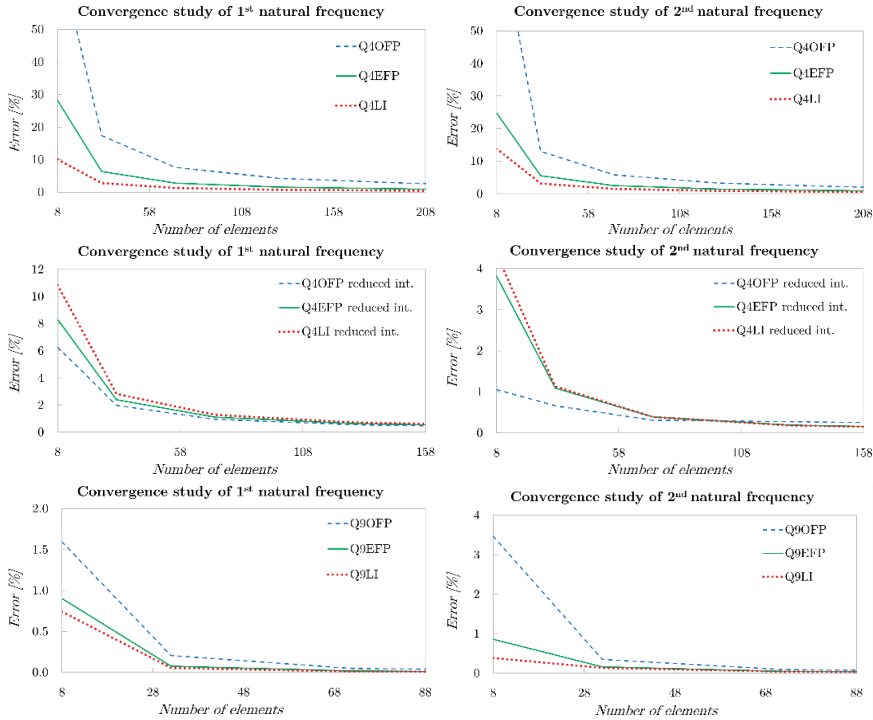 Convergence study of 1st natural frequency
50
40
30
20
10
0
Error [%]
Q4OFP
Q4EFP
Q4LI
8
58
108
158
208
Number of elements
Convergence study of 2nd natural frequency
50
40
30
20
10
0
Error [%]
Q4OFP
Q4EFP
Q4LI
8
58
108
158
208
Number of elements
Convergence study of 1st natural frequency
12
10
8
6
4
2
0
Error [%]
Q4OFP reduced int.
Q4EFP reduced int.
Q4LI reduced int.
8
58
108
158
Number of elements
Convergence study of 2nd natural frequency
4
3
2
1
0
Error [%]
Q4OFP reduced int.
Q4EFP reduced int.
Q4LI reduced int.
8
58
108
158
Number of elements
Convergence study of 1st natural frequency
2.0
1.5
1.0
0.5
0.0
Error [%]
Q9OFP
Q9EFP
Q9LI
8
28
48
68
88
Number of elements
Convergence study of 2nd natural frequency
4
3
2
1
0
Error [%]
Q9OFP
Q9EFP
Q9LI
8
28
48
68
88
Number of elements